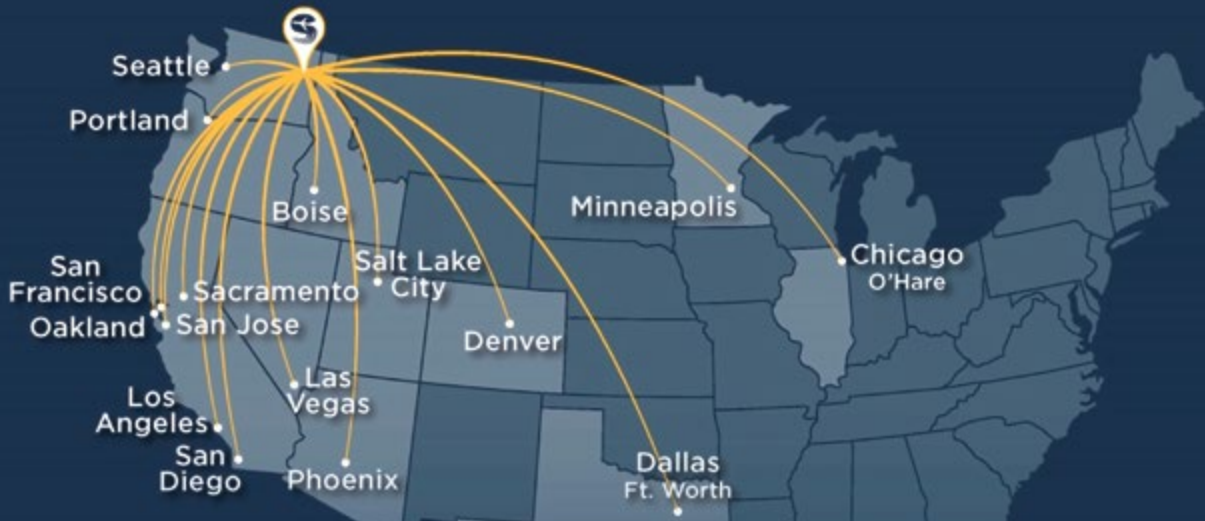 Seattle
Portland
Boise
Minneapolis
Chicago
O'Hare
San
Francisco
Oakland
Sacramento
San Jose
Salt Lake
City
Denver
Las
Vegas
Los
Angeles
San
Diego
Phoenix
Dallas
Ft. Worth